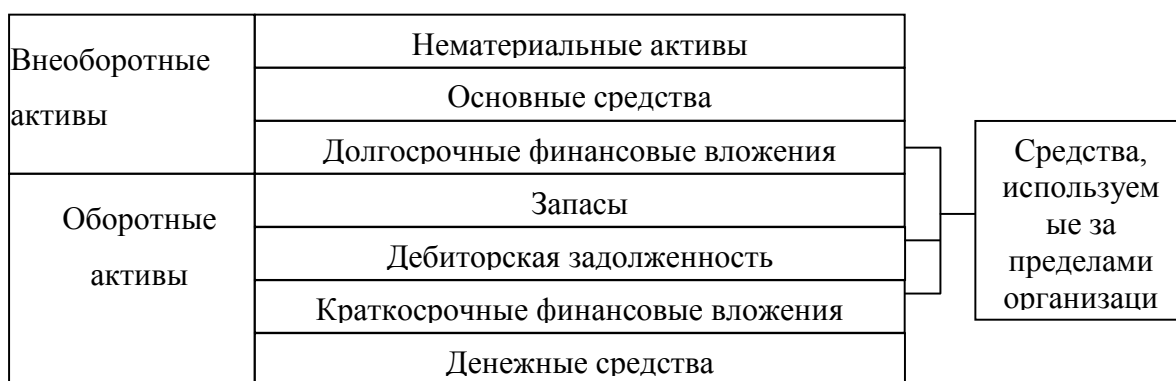 Внеоборотные
активы
Нематериальные активы
Основные средства
Долгосрочные финансовые вложения
Оборотные
активы
Запасы
Дебиторская задолженность
Краткосрочные финансовые вложения
Денежные средства
Средства,
используем
ые за
пределами
организаци